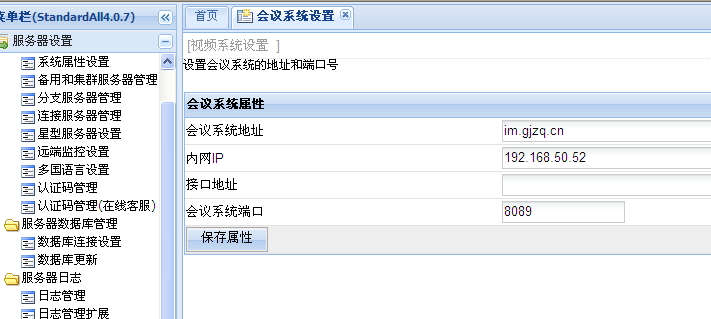 菜单栏(StandardAll4.0.7)
服务器设置
系统属性设置
备用和集群服务器管理
分支服务器管理
连接服务器管理
星型服务器设置
远端监控设置
多国语言设置
认证码管理
认证码管理(在线客服)
服务器数据库管理
数据库连接设置
数据库更新
服务器日志
日志管理
日志管理扩展
首页 会议系统设置
[视频系统设置 ]
设置会议系统的地址和端口号
会议系统属性
会议系统地址 im.gjzq.cn
内网IP 192.168.50.52
接口地址
会议系统端口 8089
保存属性